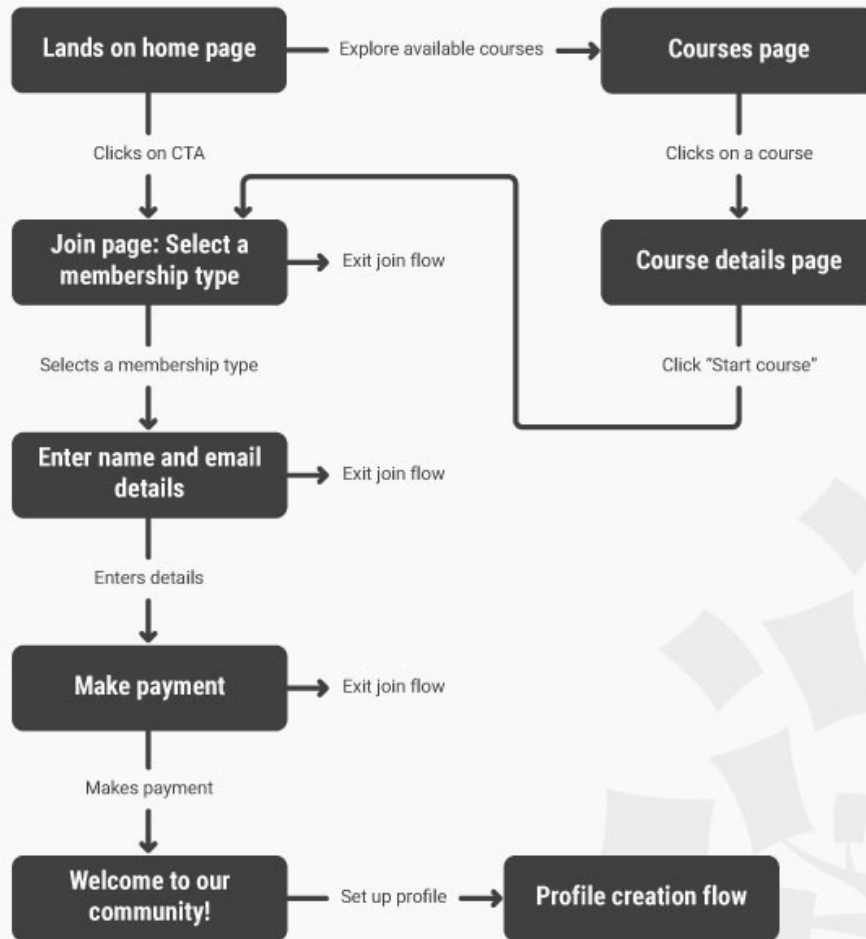 Lands on home page
Explore available courses
Courses page
Clicks on CTA
Clicks on a course
Join page: Select a
membership type
Exit join flow
Course details page
Selects a membership type
Click “Start course”
Enter name and email
details
Exit join flow
Enters details
Make payment
Exit join flow
Makes payment
Welcome to our
community!
Set up profile
Profile creation flow